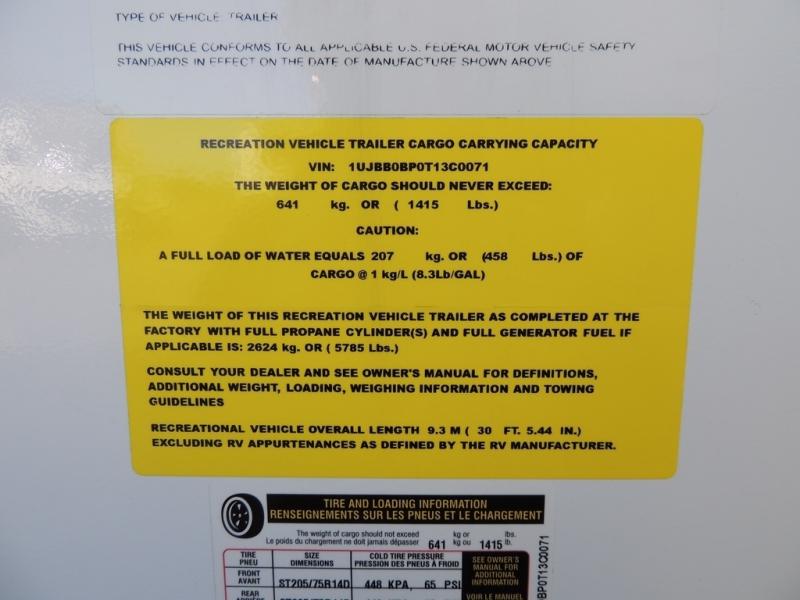 TYPE OF VEHICLE TRAILER
THIS VEHICLE CONFORMS TO ALL APPLICABLE U.S. FEDERAL MOTOR VEHICLE SAFETY
STANDARDS IN EFFECT ON THE DATE OF MANUFACTURE SHOWN ABOVE
RECREATION VEHICLE TRAILER CARGO CARRYING CAPACITY
VIN: 1UJBB0BP0T13C0071
THE WEIGHT OF CARGO SHOULD NEVER EXCEED:
641 kg. OR ( 1415 Lbs.)
CAUTION:
A FULL LOAD OF WATER EQUALS 207 kg. OR (458 Lbs.) OF
CARGO @ 1 kg/L (8.3Lb/GAL)
THE WEIGHT OF THIS RECREATION VEHICLE TRAILER AS COMPLETED AT THE
FACTORY WITH FULL PROPANE CYLINDER(S) AND FULL GENERATOR FUEL IF
APPLICABLE IS: 2624 kg. OR ( 5785 Lbs.)
CONSULT YOUR DEALER AND SEE OWNER'S MANUAL FOR DEFINITIONS,
ADDITIONAL WEIGHT, LOADING, WEIGHING INFORMATION AND TOWING
GUIDELINES
RECREATIONAL VEHICLE OVERALL LENGTH 9.3 M ( 30 FT. 5.44 IN.)
EXCLUDING RV APPURTENANCES AS DEFINED BY THE RV MANUFACTURER.
TIRE AND LOADING INFORMATION
RENSEIGNEMENTS SUR LES PNEUS ET LE CHARGEMENT
The weight of cargo should not exceed kg or lbs.
Le poids du chargement ne doit jamais dépasser 641 kg ou 1415 lb.
TIRE SIZE COLD TIRE PRESSURE
PNEU DIMENSIONS PRESSION DES PNEUS À FROID
FRONT
AVANT ST205/75R14D 448 KPA, 65 PSI
REAR
SEE OWNER'S
MANUAL FOR
ADDITIONAL
INFORMATION
VOIR LE MANUEL
BP0T13C0071